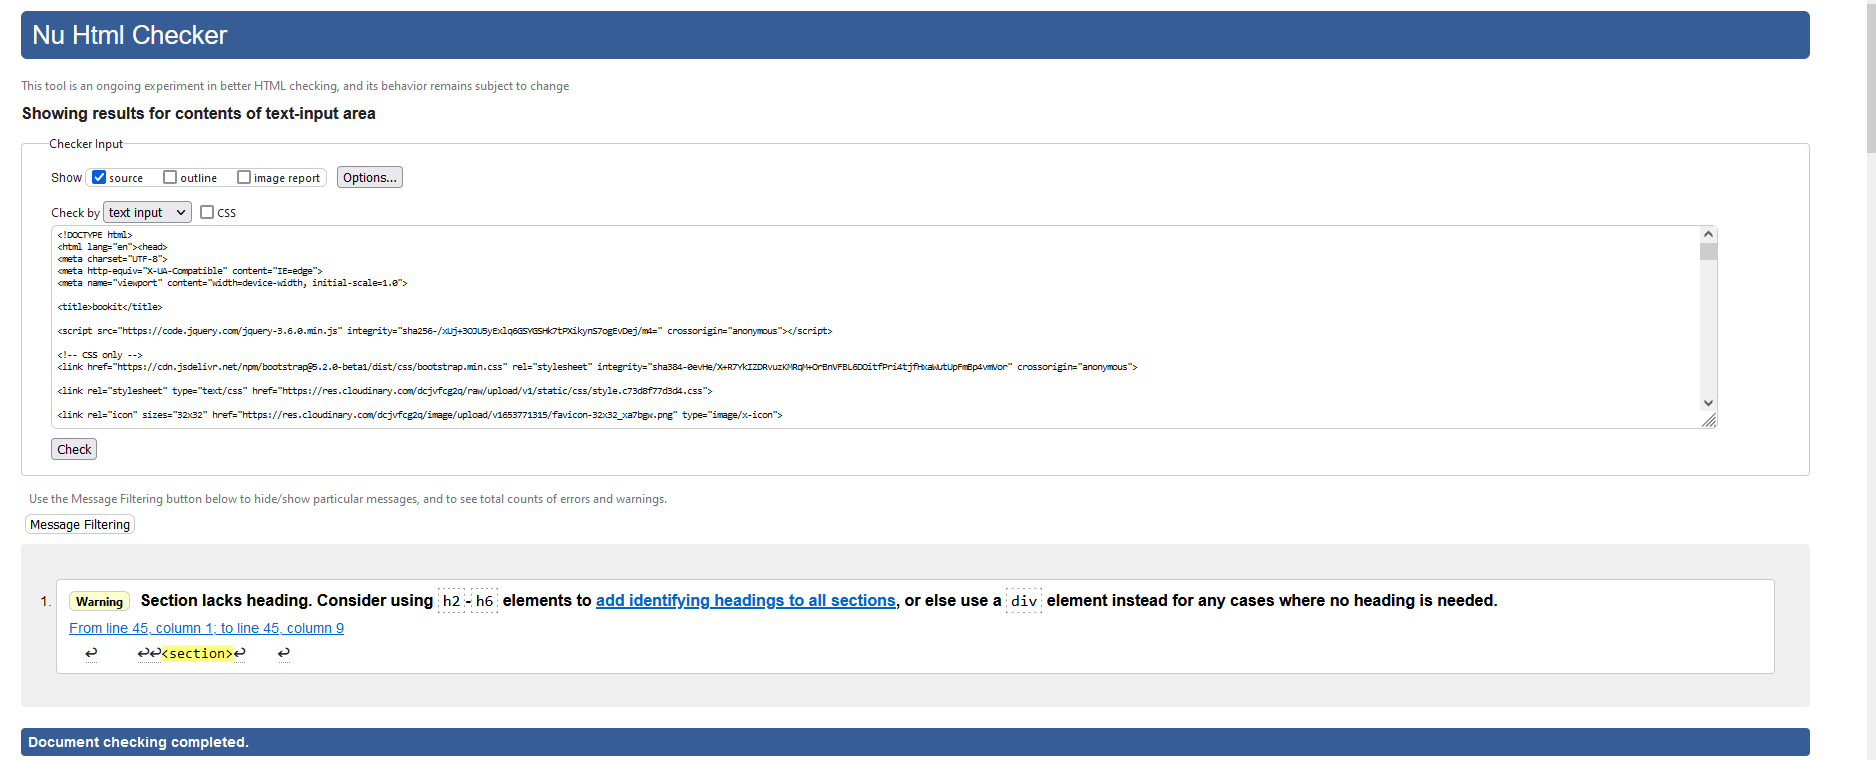 Nu Html Checker
This tool is an ongoing experiment in better HTML checking, and its behavior remains subject to change
Showing results for contents of text-input area
Checker Input
Show source outline image report Options...
Check by text input CSS
<!DOCTYPE html>
<html lang="en"><head>
<meta charset="UTF-8">
<meta http-equiv="X-UA-Compatible" content="IE=edge">
<meta name="viewport" content="width=device-width, initial-scale=1.0">
<title>bookit</title>
<script src="https://code.jquery.com/jquery-3.6.0.min.js" integrity="sha256-/xUj+3OJU5yExlq6GSYGSHk7tPXikynS7ogEvDej/m4=" crossorigin="anonymous"></script>
<!-- CSS only -->
<link href="https://cdn.jsdelivr.net/npm/bootstrap@5.2.0-beta1/dist/css/bootstrap.min.css" rel="stylesheet" integrity="sha384-0evHe/X+R7YkIZDRvuzKMRqM+OrBnVFBL6DOitfPri4tjfHxaWutUpFmBp4vmVor" crossorigin="anonymous">
<link rel="stylesheet" type="text/css" href="https://res.cloudinary.com/dcjvfcg2q/raw/upload/v1/static/css/style.c73d8f77d3d4.css">
<link rel="icon" sizes="32x32" href="https://res.cloudinary.com/dcjvfcg2q/image/upload/v1653771315/favicon-32x32_xa7bgw.png" type="image/x-icon">
Check
Use the Message Filtering button below to hide/show particular messages, and to see total counts of errors and warnings.
Message Filtering
1. Warning Section lacks heading. Consider using h2-h6 elements to add identifying headings to all sections, or else use a div element instead for any cases where no heading is needed.
From line 45, column 1; to line 45, column 9
↩ ↩↩<section>↩ ↩
Document checking completed.